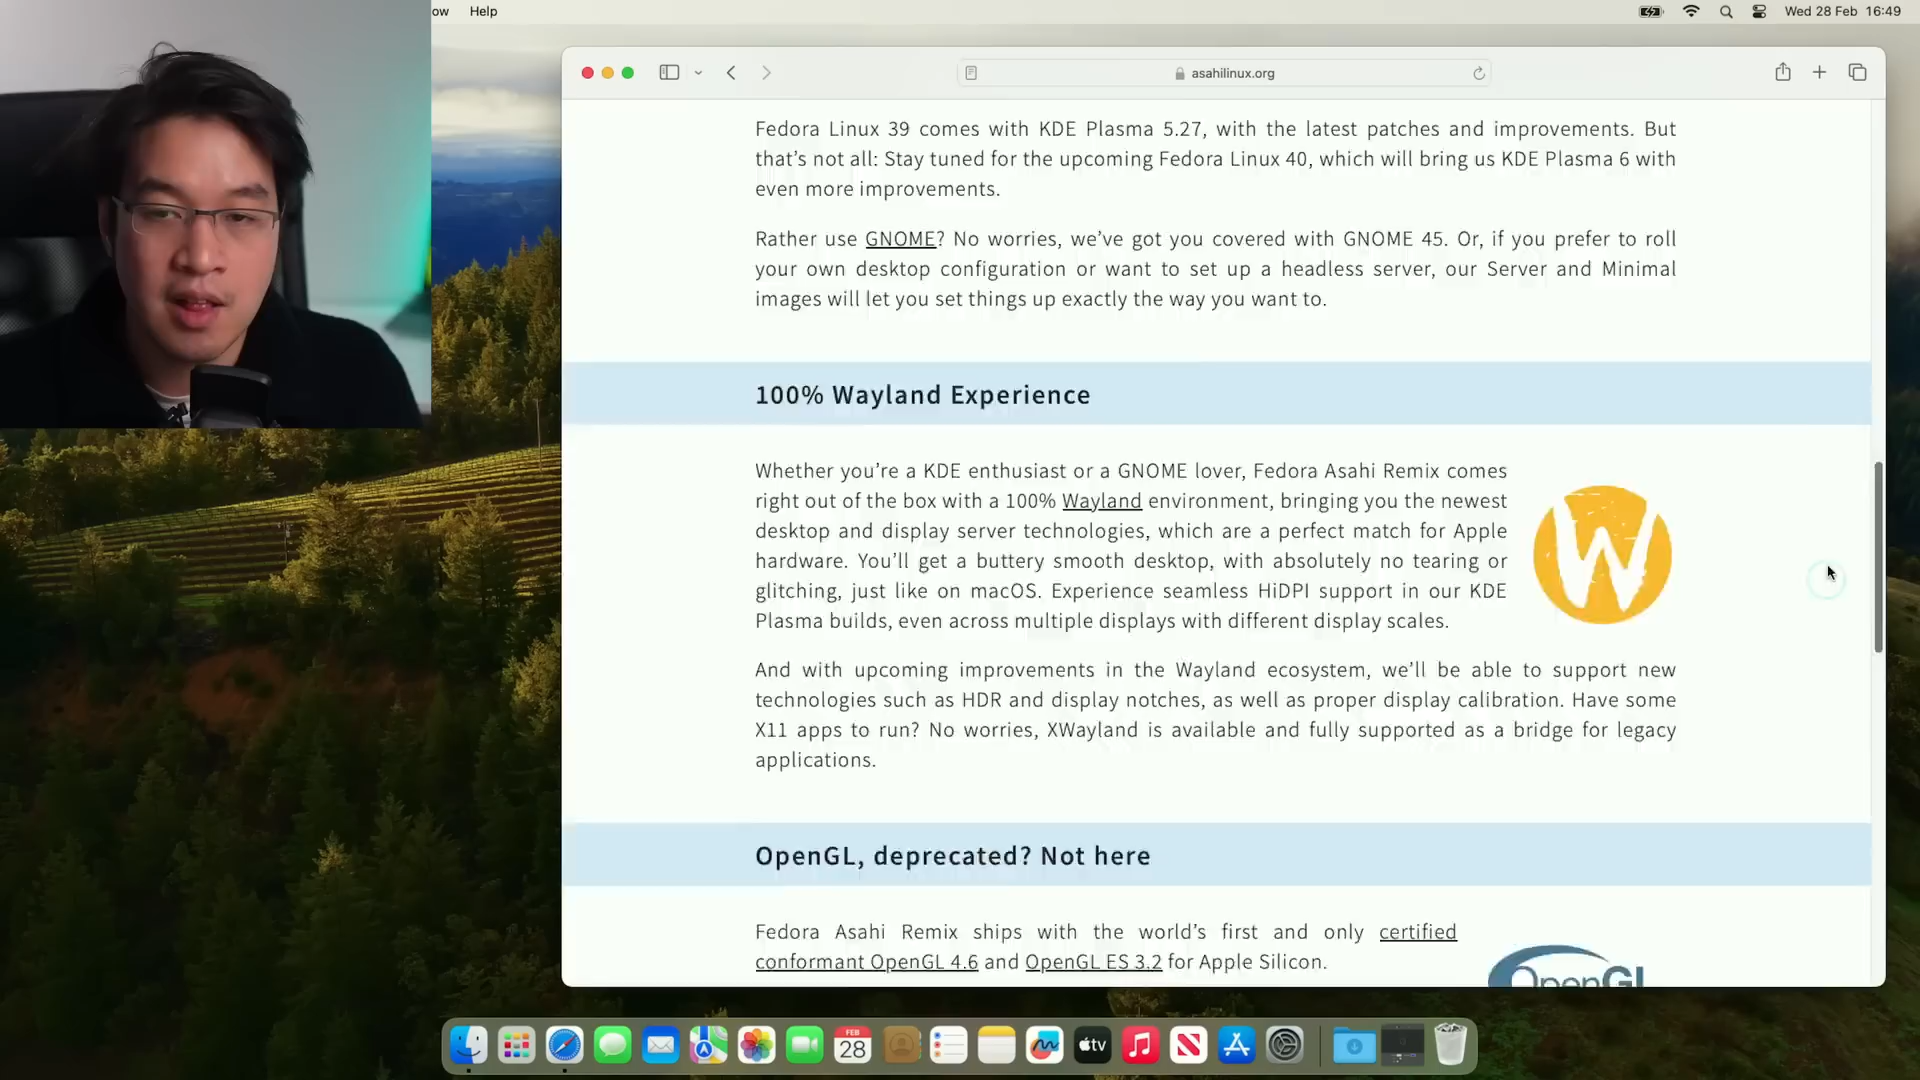 ow Help
Wed 28 Feb 16:49
asahilinux.org
Fedora Linux 39 comes with KDE Plasma 5.27, with the latest patches and improvements. But
that’s not all: Stay tuned for the upcoming Fedora Linux 40, which will bring us KDE Plasma 6 with
even more improvements.
Rather use GNOME? No worries, we’ve got you covered with GNOME 45. Or, if you prefer to roll
your own desktop configuration or want to set up a headless server, our Server and Minimal
images will let you set things up exactly the way you want to.
100% Wayland Experience
Whether you’re a KDE enthusiast or a GNOME lover, Fedora Asahi Remix comes
right out of the box with a 100% Wayland environment, bringing you the newest
desktop and display server technologies, which are a perfect match for Apple
hardware. You’ll get a buttery smooth desktop, with absolutely no tearing or
glitching, just like on macOS. Experience seamless HiDPI support in our KDE
Plasma builds, even across multiple displays with different display scales.
W
And with upcoming improvements in the Wayland ecosystem, we’ll be able to support new
technologies such as HDR and display notches, as well as proper display calibration. Have some
X11 apps to run? No worries, XWayland is available and fully supported as a bridge for legacy
applications.
OpenGL, deprecated? Not here
Fedora Asahi Remix ships with the world’s first and only certified
conformant OpenGL 4.6 and OpenGL ES 3.2 for Apple Silicon.
OpenGL
FEB
28
tv